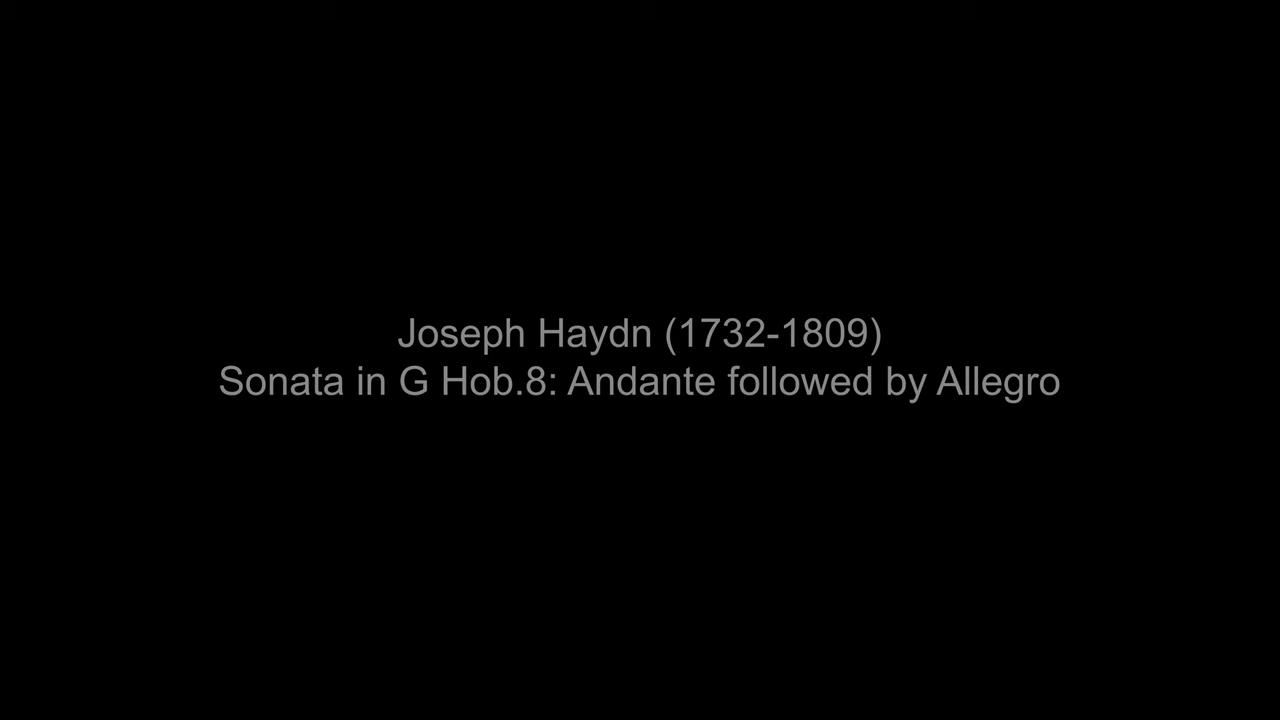 Joseph Haydn (1732-1809)
Sonata in G Hob.8: Andante followed by Allegro